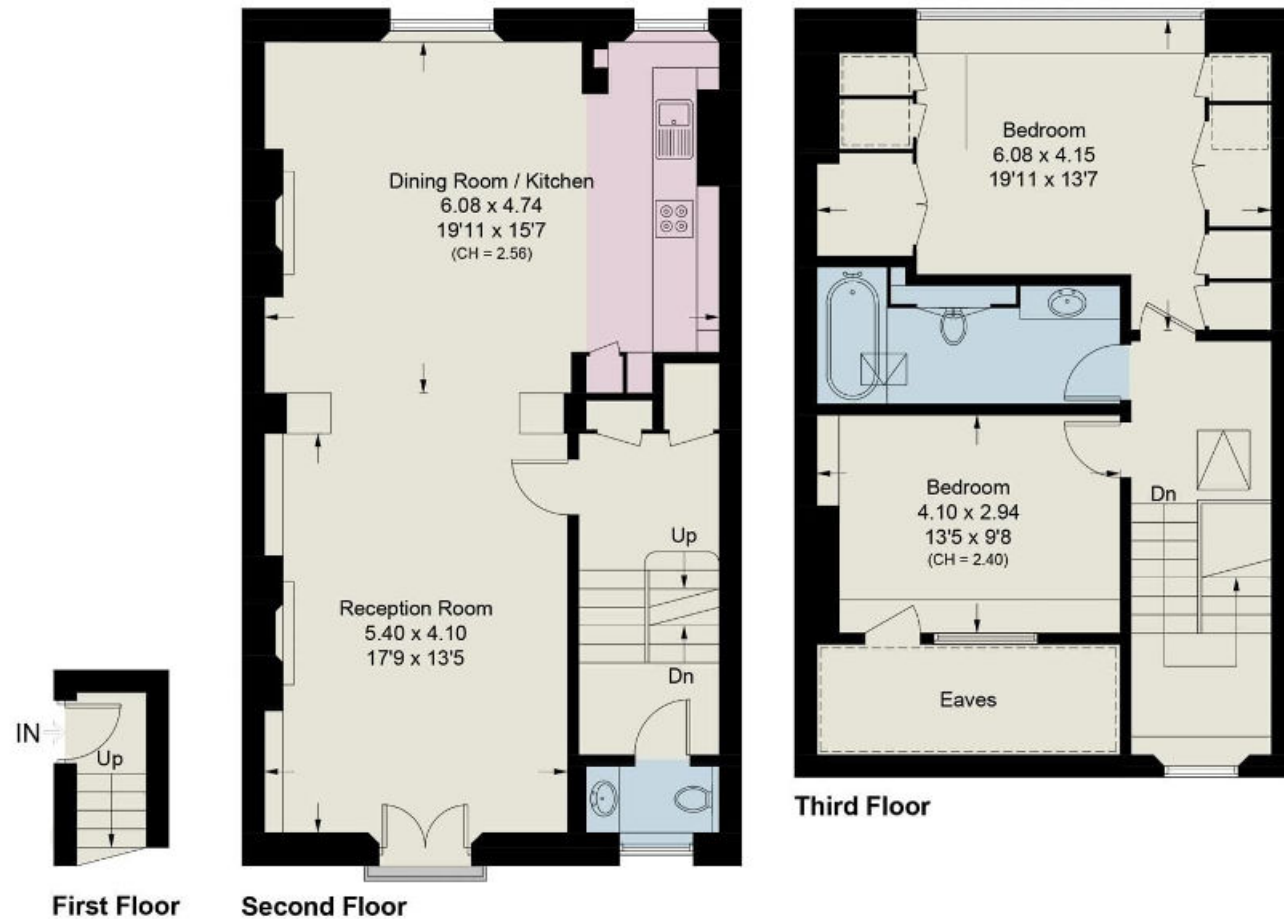 IN
Up
First Floor
Dining Room / Kitchen
6.08 x 4.74
19'11 x 15'7
(CH = 2.56)
Reception Room
5.40 x 4.10
17'9 x 13'5
Up
Dn
Second Floor
Bedroom
6.08 x 4.15
19'11 x 13'7
Bedroom
4.10 x 2.94
13'5 x 9'8
(CH = 2.40)
Dn
Eaves
Third Floor